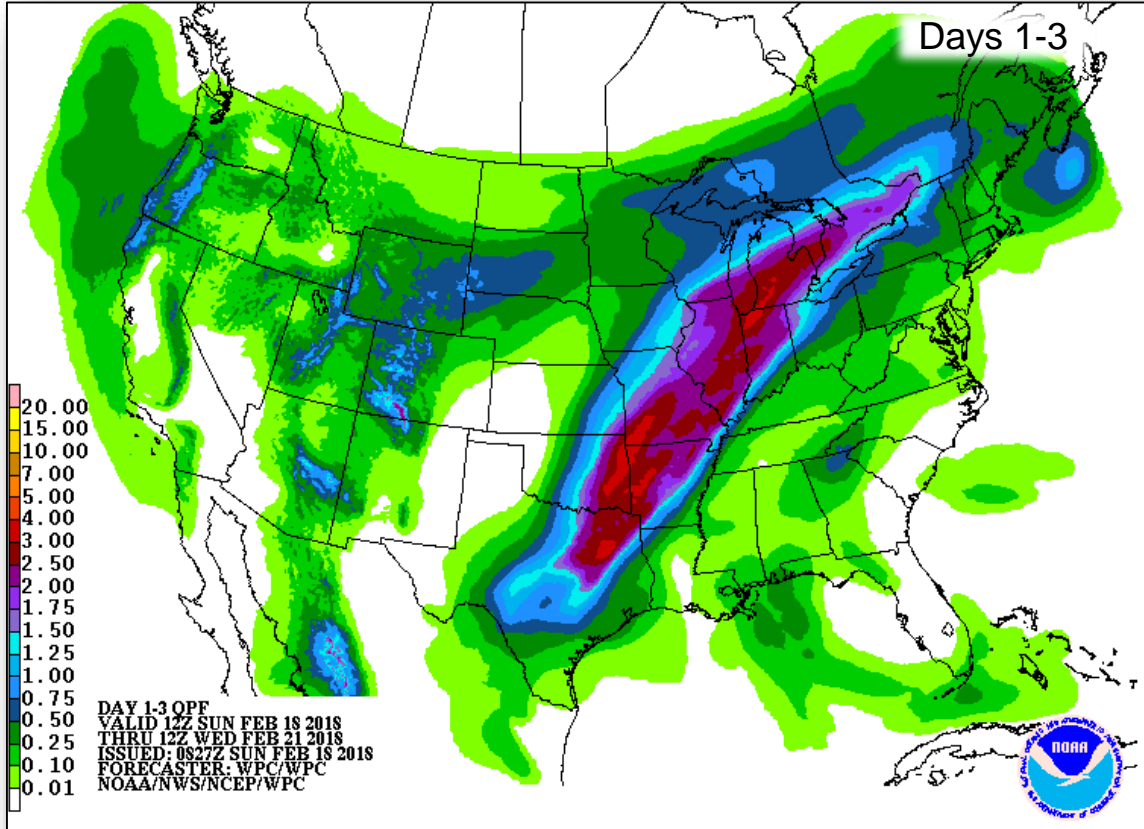 Days 1-3
20.00
15.00
10.00
7.00
5.00
4.00
3.00
2.50
2.00
1.75
1.50
1.25
1.00
0.75
0.50
0.25
0.10
0.01
DAY 1-3 QPF
VALID 12Z SUN FEB 18 2018
THRU 12Z WED FEB 21 2018
ISSUED: 0827Z SUN FEB 18 2018
FORECASTER: WPC/WPC
NOAA/NWS/NCEP/WPC
NOAA